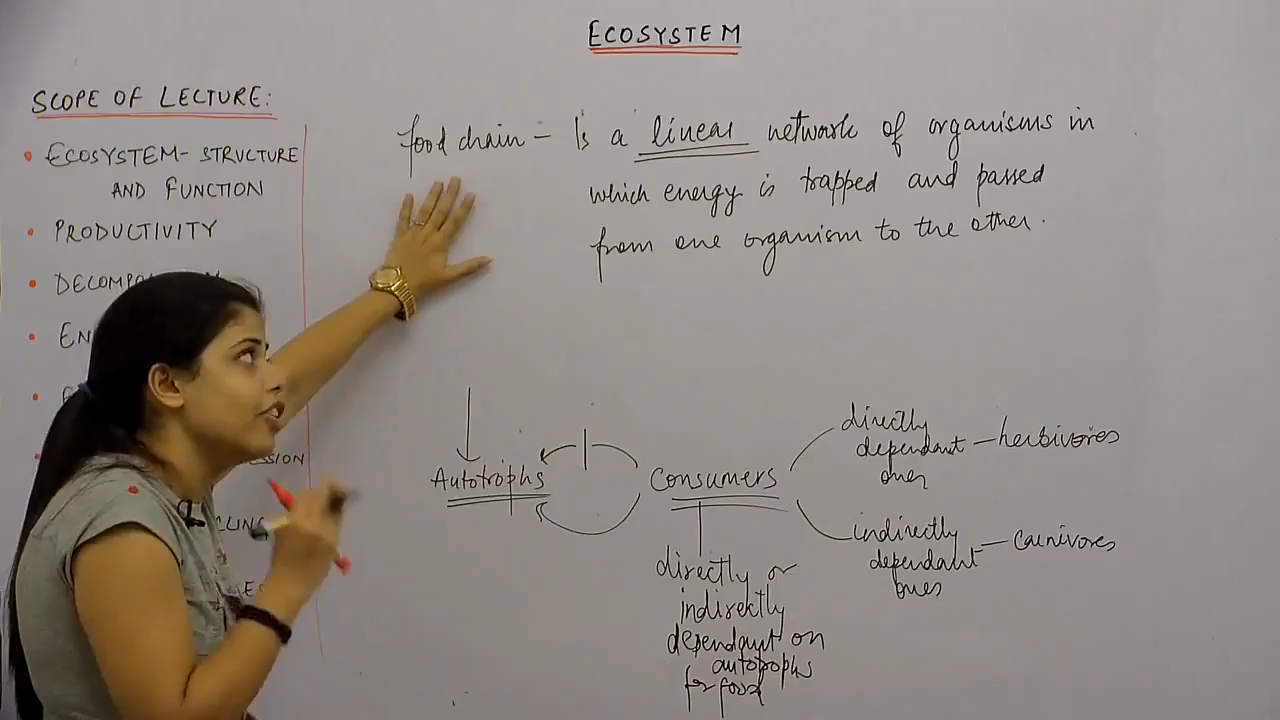 ECOSYSTEM
SCOPE OF LECTURE:
ECOSYSTEM- STRUCTURE
AND FUNCTION
PRODUCTIVITY
food chain - Is a linear network of organisms in
which energy is trapped and passed
from one organism to the other.
Autotrophs
Consumers
directly
dependant - herbivores
ones
indirectly
dependant - carnivores
ones
directly or
indirectly
dependant on
autotrophs
for food